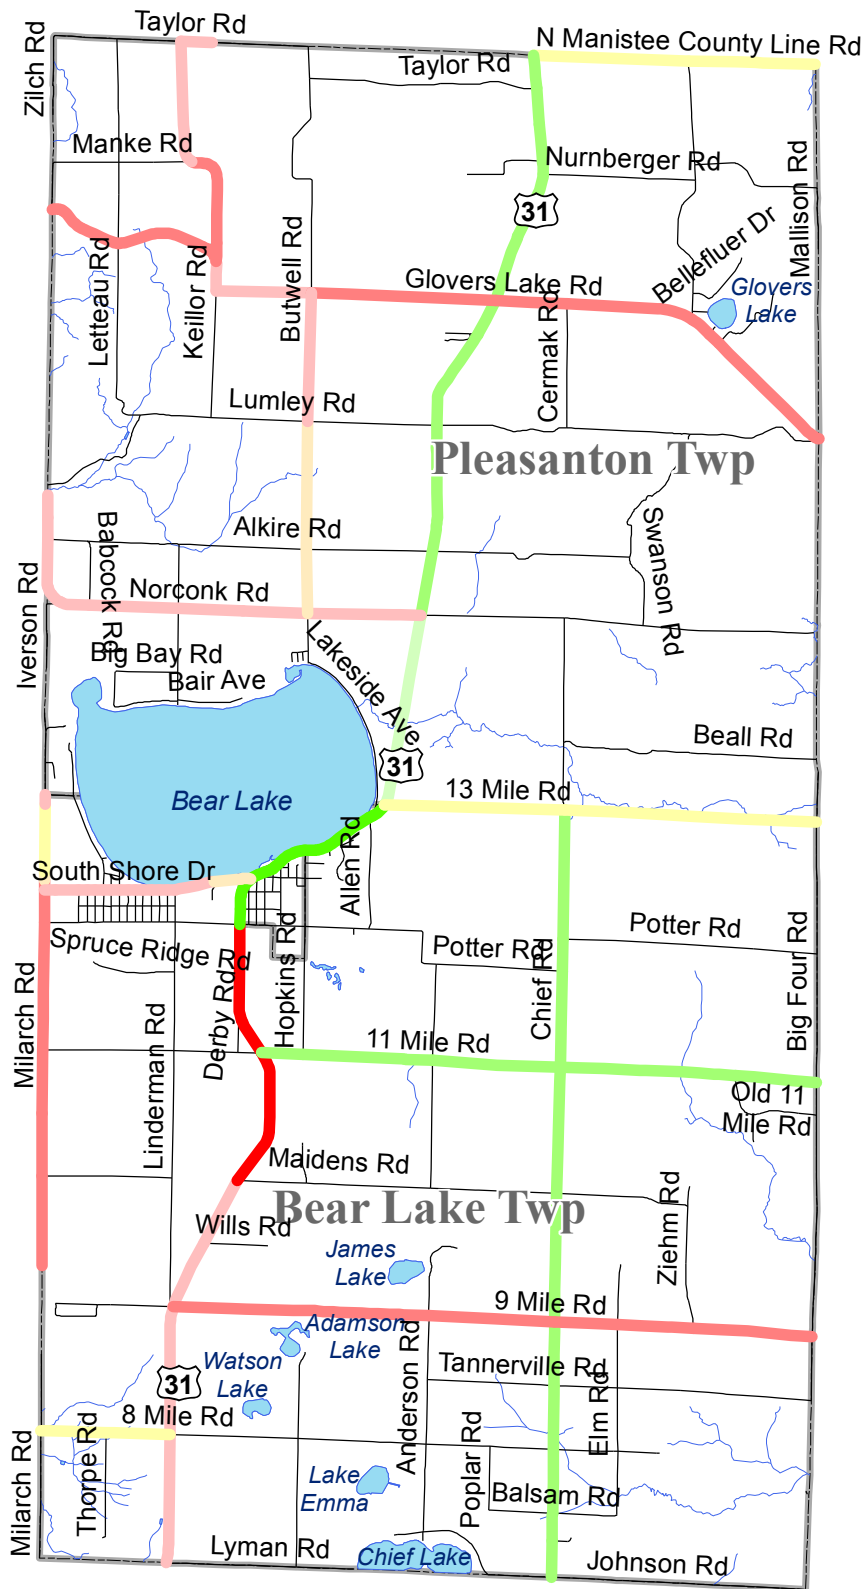 Taylor Rd
N Manistee County Line Rd
Zilch Rd
Taylor Rd
Manke Rd
Nurnberger Rd
Mallison Rd
31
Bellefluer Dr
Letteau Rd
Keillor Rd
Butwell Rd
Glovers Lake Rd
Glovers
Lake
Cermak Rd
Lumley Rd
Pleasanton Twp
Babcock Rd
Alkire Rd
Swanson Rd
Iverson Rd
Norconk Rd
Lakeside Ave
Big Bay Rd
Bair Ave
Beall Rd
31
13 Mile Rd
Bear Lake
Allen Rd
South Shore Dr
Spruce Ridge Rd
Hopkins Rd
Potter Rd
Potter Rd
Chief Rd
Big Four Rd
Milarch Rd
Derby Rd
Linderman Rd
11 Mile Rd
Old 11
Mile Rd
Maidens Rd
Bear Lake Twp
Wills Rd
Ziehm Rd
James
Lake
9 Mile Rd
Adamson
Lake
Anderson Rd
Watson
Lake
Tannerville Rd
31
8 Mile Rd
Elm Rd
Milarch Rd
Thorpe Rd
Poplar Rd
Lake
Emma
Balsam Rd
Lyman Rd
Chief Lake
Johnson Rd